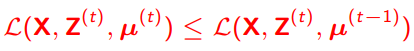 ℒ(𝐗, 𝐙⁽ᵗ⁾, 𝝁⁽ᵗ⁾) ≤ ℒ(𝐗, 𝐙⁽ᵗ⁾, 𝝁⁽ᵗ⁻¹⁾)